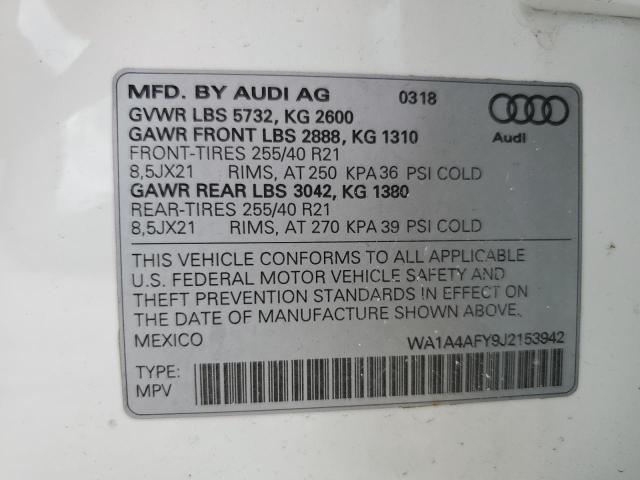 MFD. BY AUDI AG 0318
GVWR LBS 5732, KG 2600
GAWR FRONT LBS 2888, KG 1310
Audi
FRONT-TIRES 255/40 R21
8,5JX21 RIMS, AT 250 KPA 36 PSI COLD
GAWR REAR LBS 3042, KG 1380
REAR-TIRES 255/40 R21
8,5JX21 RIMS, AT 270 KPA 39 PSI COLD
THIS VEHICLE CONFORMS TO ALL APPLICABLE
U.S. FEDERAL MOTOR VEHICLE SAFETY AND
THEFT PREVENTION STANDARDS IN EFFECT ON
THE DATE OF MANUFACTURE SHOWN ABOVE.
MEXICO WA1A4AFY9J2153942
TYPE:
MPV